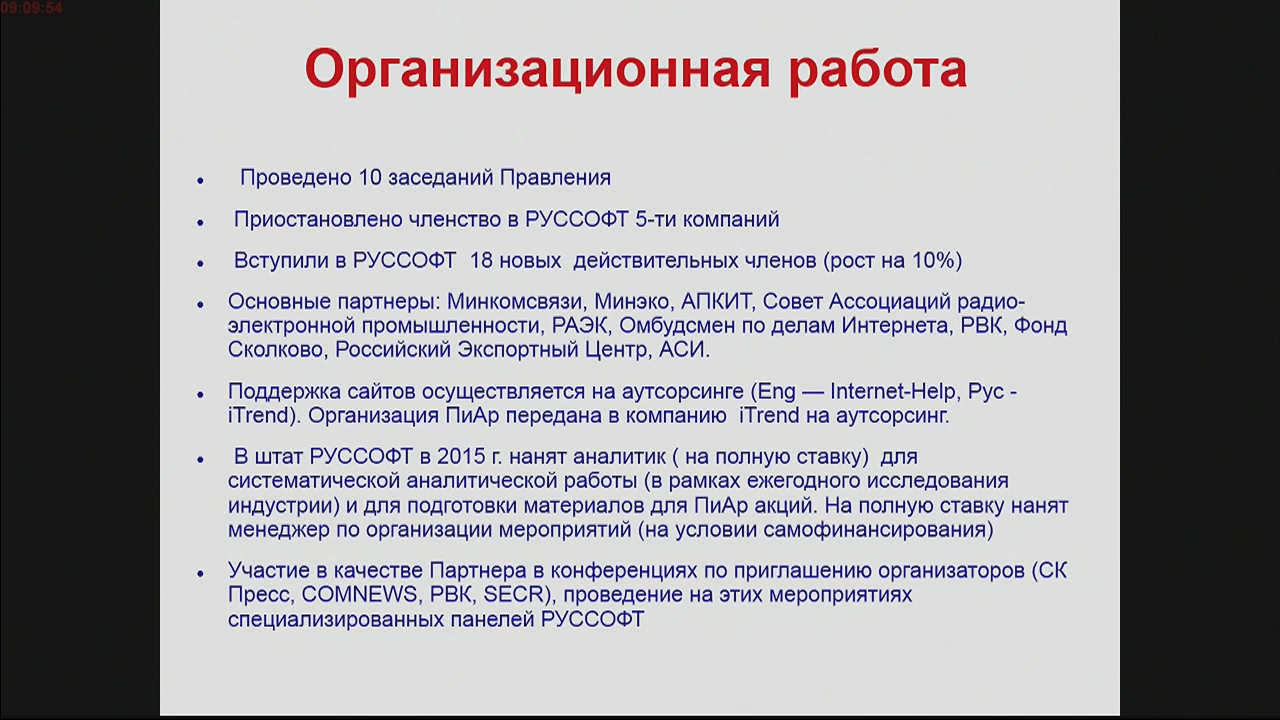 09:09:54
Организационная работа
• Проведено 10 заседаний Правления
• Приостановлено членство в РУССОФТ 5-ти компаний
• Вступили в РУССОФТ 18 новых действительных членов (рост на 10%)
• Основные партнеры: Минкомсвязи, Минэко, АПКИТ, Совет Ассоциаций радио-
электронной промышленности, РАЭК, Омбудсмен по делам Интернета, РВК, Фонд
Сколково, Российский Экспортный Центр, АСИ.
• Поддержка сайтов осуществляется на аутсорсинге (Eng — Internet-Help, Рус -
iTrend). Организация ПиАр передана в компанию iTrend на аутсорсинг.
• В штат РУССОФТ в 2015 г. нанят аналитик ( на полную ставку) для
систематической аналитической работы (в рамках ежегодного исследования
индустрии) и для подготовки материалов для ПиАр акций. На полную ставку нанят
менеджер по организации мероприятий (на условии самофинансирования)
• Участие в качестве Партнера в конференциях по приглашению организаторов (СК
Пресс, COMNEWS, РВК, SECR), проведение на этих мероприятиях
специализированных панелей РУССОФТ